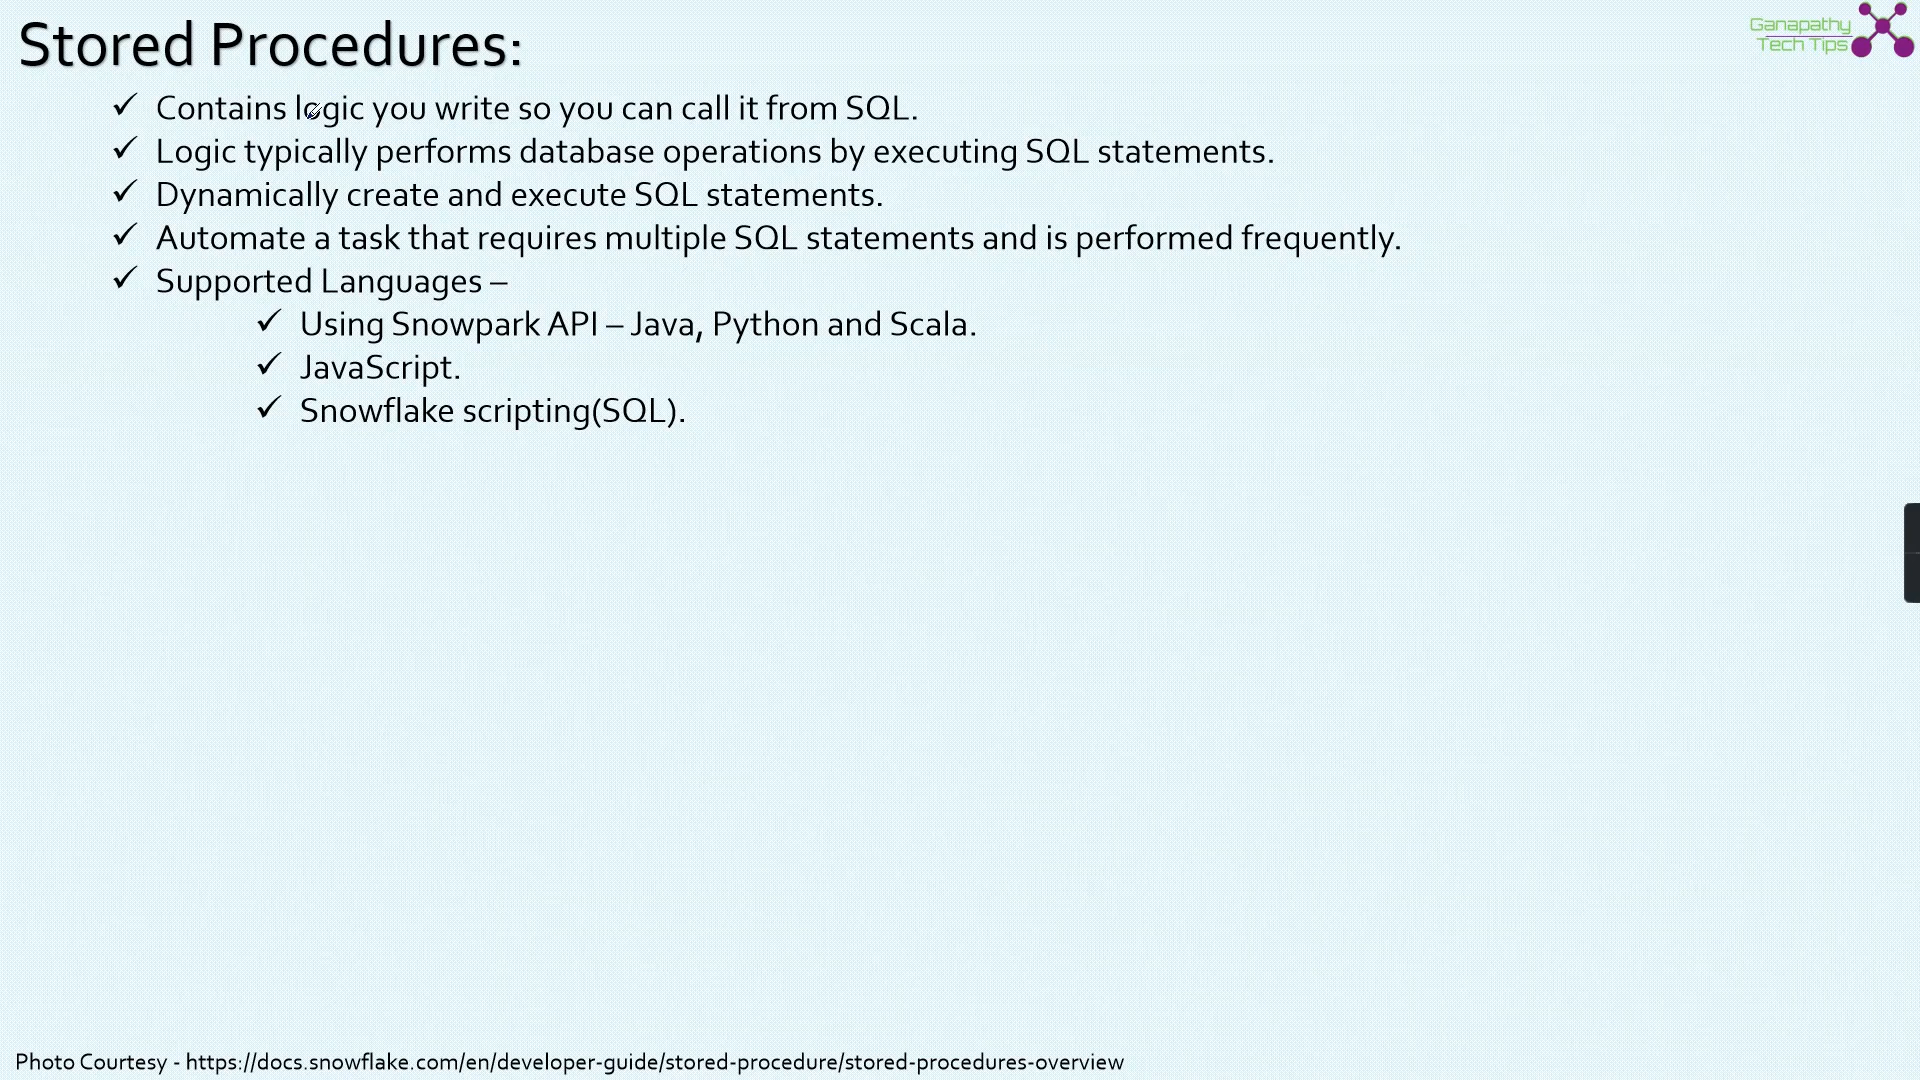 Stored Procedures:
Ganapathy
Tech Tips
✓ Contains logic you write so you can call it from SQL.
✓ Logic typically performs database operations by executing SQL statements.
✓ Dynamically create and execute SQL statements.
✓ Automate a task that requires multiple SQL statements and is performed frequently.
✓ Supported Languages –
✓ Using Snowpark API – Java, Python and Scala.
✓ JavaScript.
✓ Snowflake scripting(SQL).
Photo Courtesy - https://docs.snowflake.com/en/developer-guide/stored-procedure/stored-procedures-overview